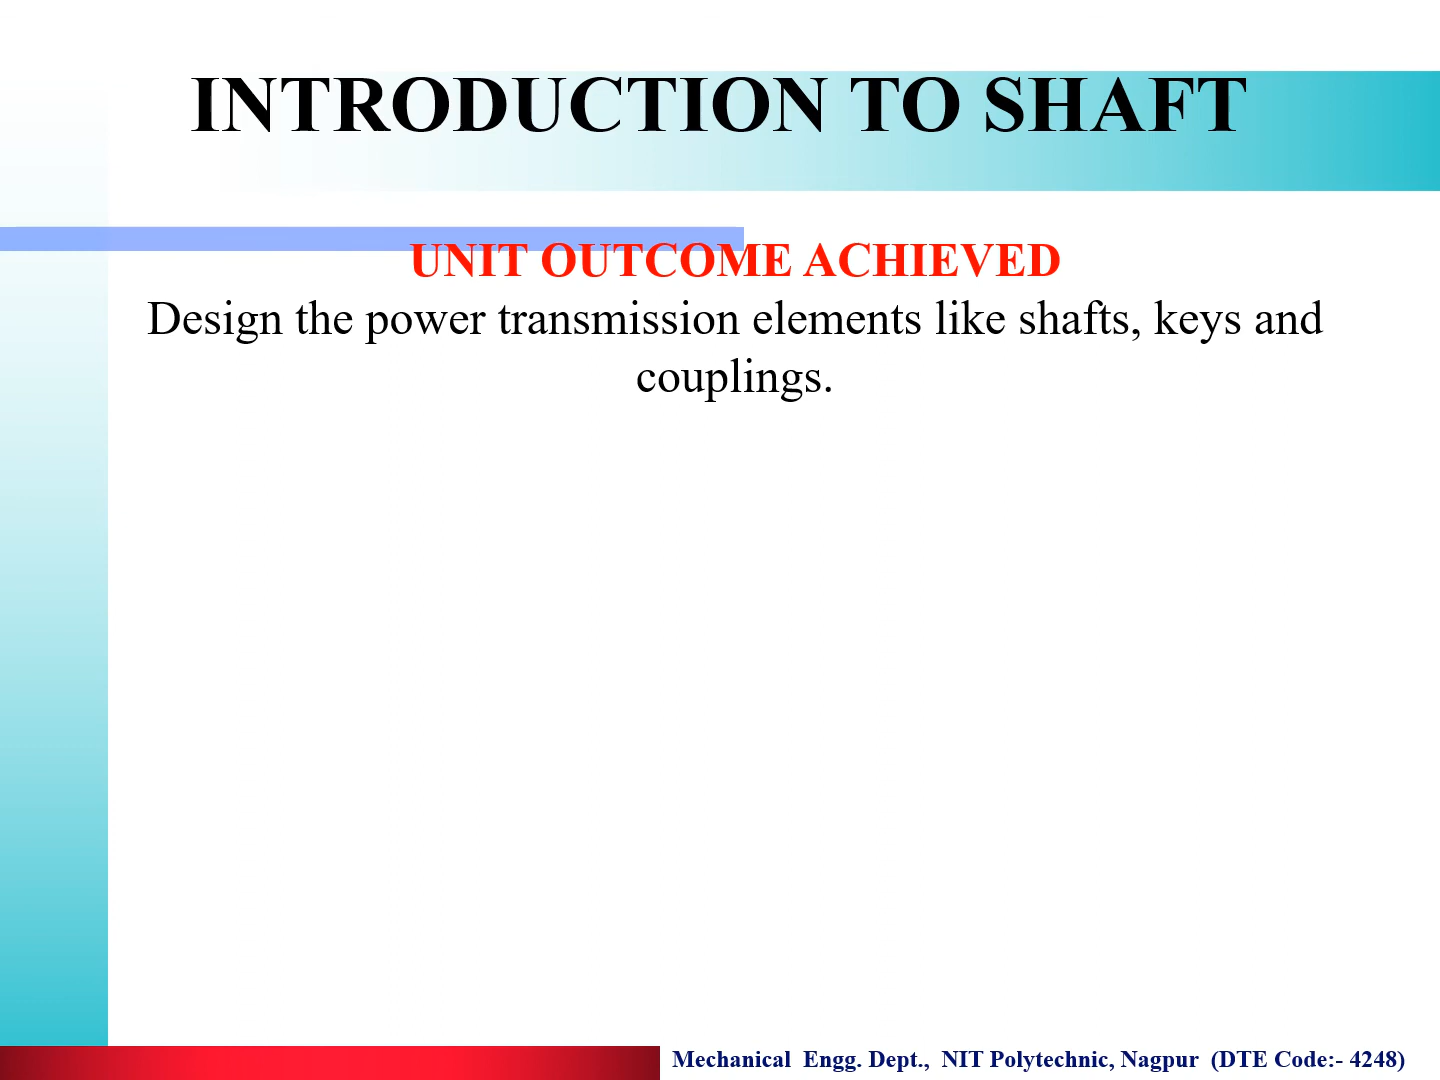 INTRODUCTION TO SHAFT
UNIT OUTCOME ACHIEVED
Design the power transmission elements like shafts, keys and
couplings.
Mechanical  Engg. Dept.,  NIT Polytechnic, Nagpur  (DTE Code:- 4248)